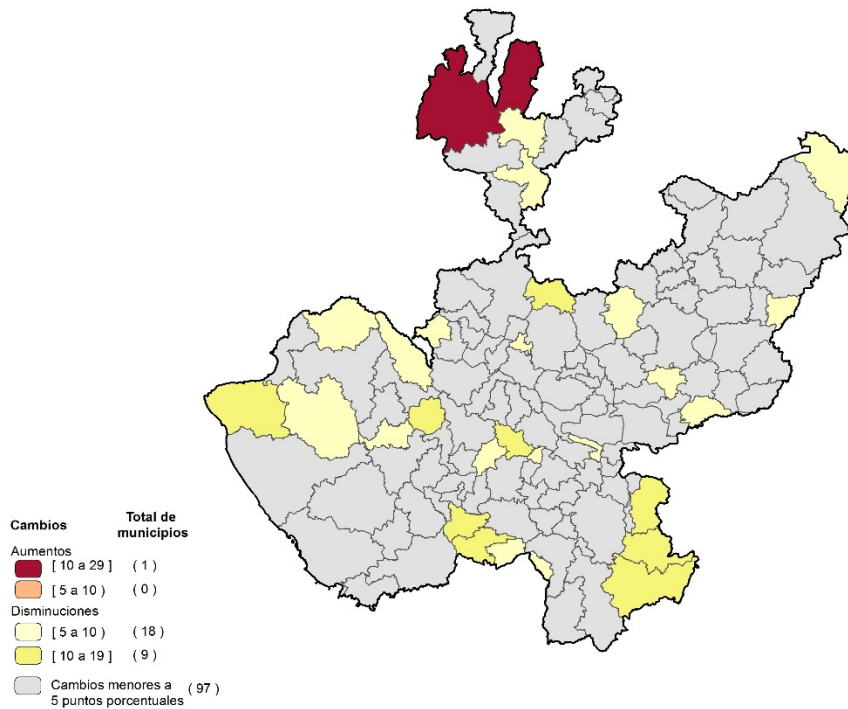 Cambios Total de
municipios
Aumentos
[ 10 a 29 ] ( 1 )
[ 5 a 10 ) ( 0 )
Disminuciones
[ 5 a 10 ) ( 18 )
[ 10 a 19 ] ( 9 )
Cambios menores a ( 97 )
5 puntos porcentuales